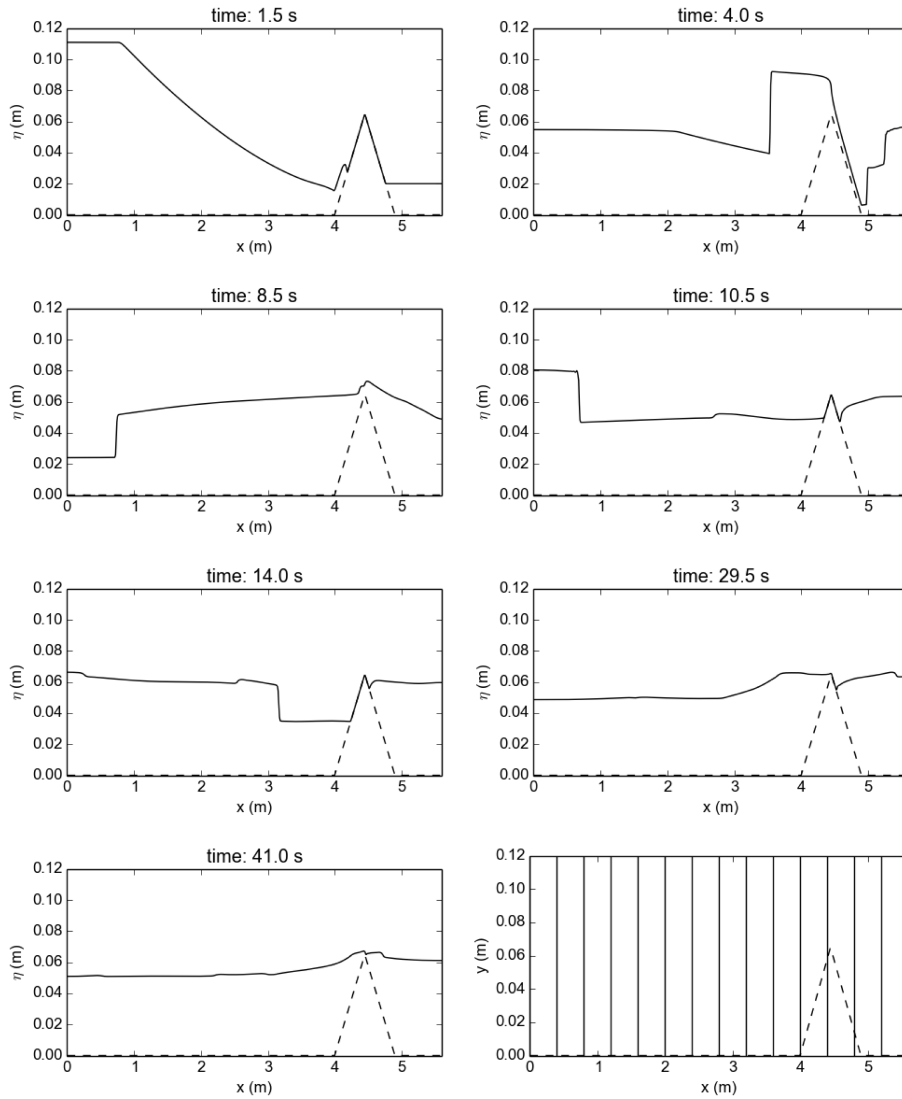 time: 1.5 s
0.12
0.10
0.08
0.06
0.04
0.02
0.00
η (m)
0 1 2 3 4 5
x (m)
time: 4.0 s
0.12
0.10
0.08
0.06
0.04
0.02
0.00
η (m)
0 1 2 3 4 5
x (m)
time: 8.5 s
0.12
0.10
0.08
0.06
0.04
0.02
0.00
η (m)
0 1 2 3 4 5
x (m)
time: 10.5 s
0.12
0.10
0.08
0.06
0.04
0.02
0.00
η (m)
0 1 2 3 4 5
x (m)
time: 14.0 s
0.12
0.10
0.08
0.06
0.04
0.02
0.00
η (m)
0 1 2 3 4 5
x (m)
time: 29.5 s
0.12
0.10
0.08
0.06
0.04
0.02
0.00
η (m)
0 1 2 3 4 5
x (m)
time: 41.0 s
0.12
0.10
0.08
0.06
0.04
0.02
0.00
η (m)
0 1 2 3 4 5
x (m)
0.12
0.10
0.08
0.06
0.04
0.02
0.00
y (m)
0 1 2 3 4 5
x (m)